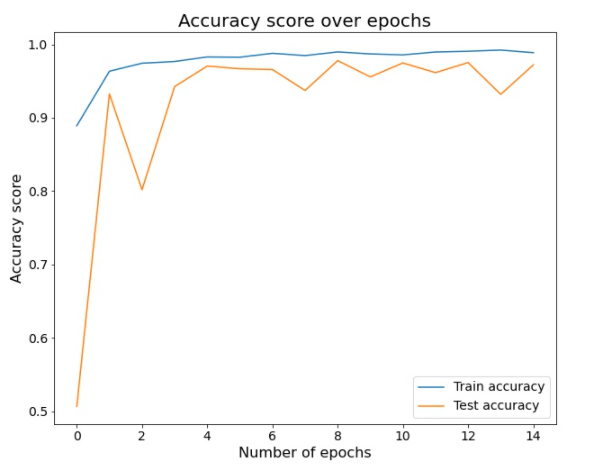 Accuracy score over epochs
1.0
0.9
0.8
0.7
0.6
0.5
Accuracy score
Train accuracy
Test accuracy
0 2 4 6 8 10 12 14
Number of epochs